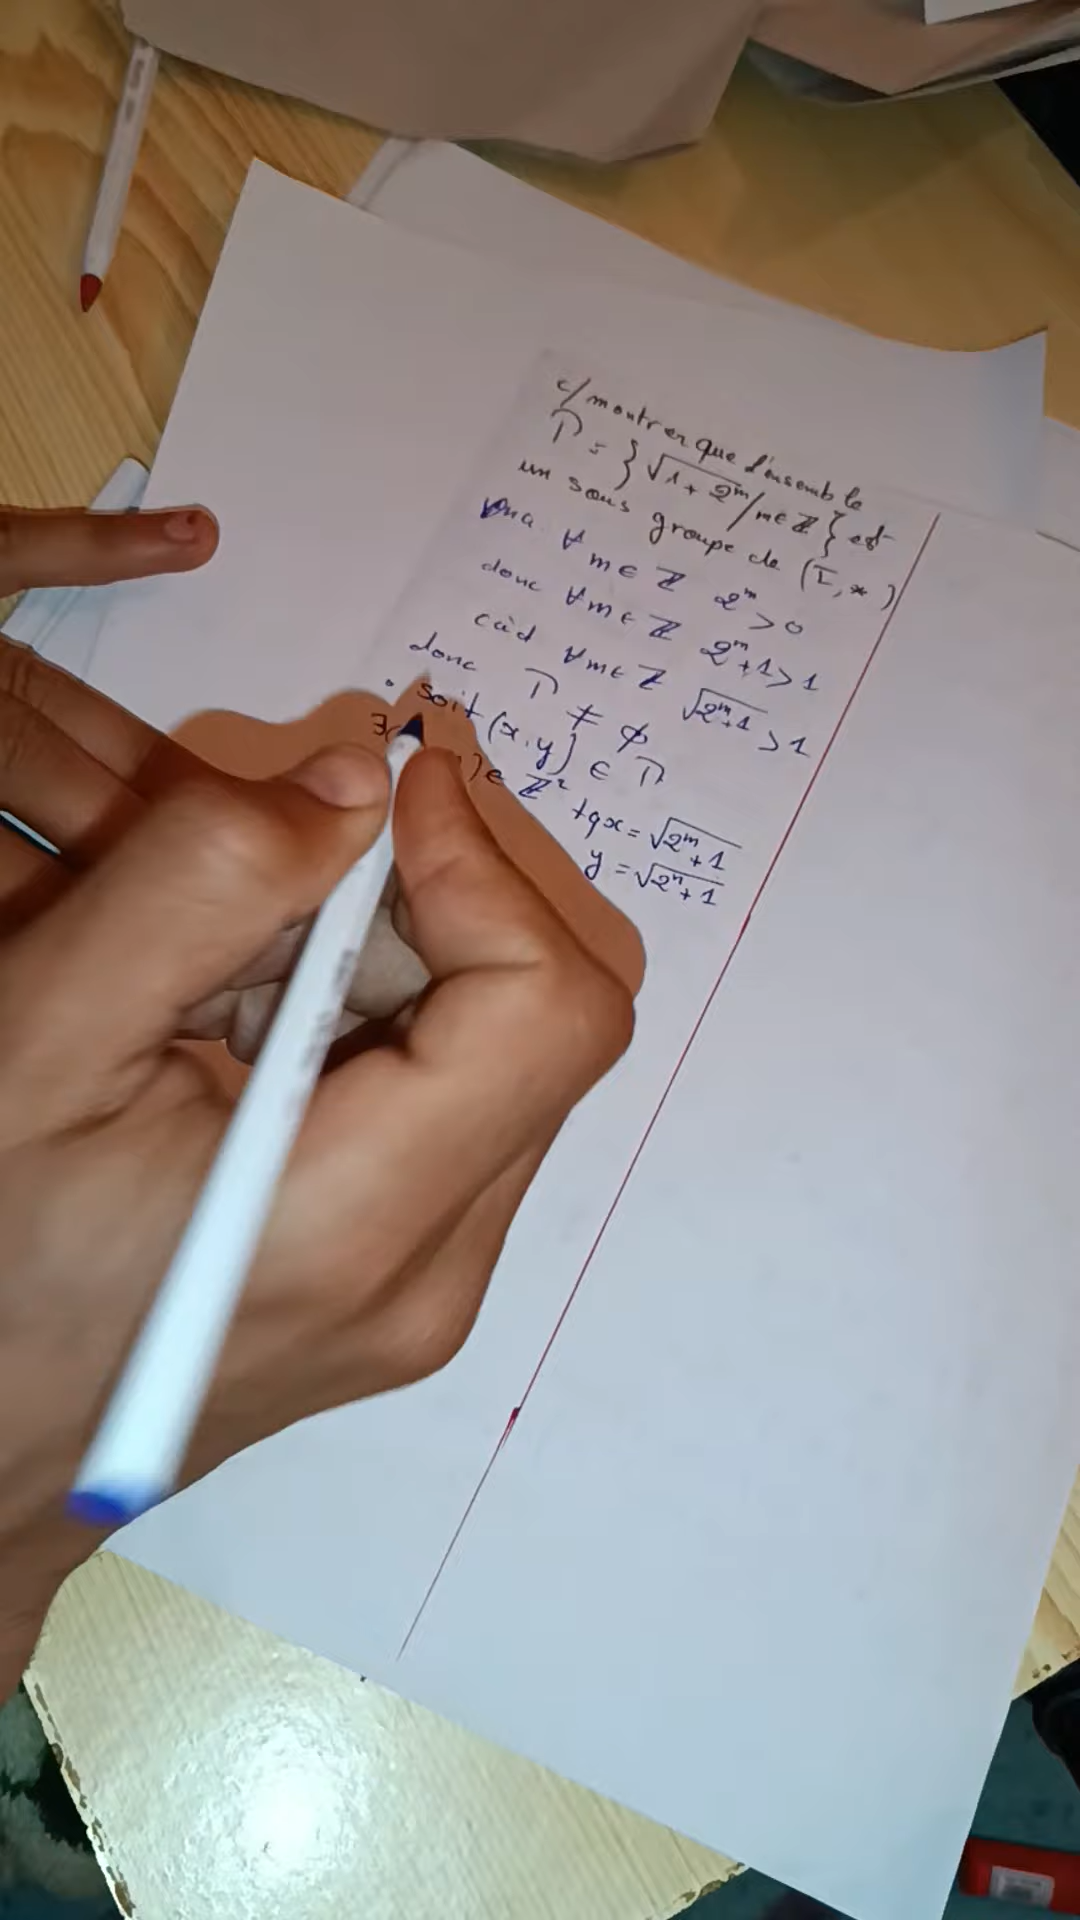 c/ montrer que l'ensemble
Γ = } √1+2^m / m ∈ ℤ { est
un sous groupe de (I, *)
Ona ∀ m ∈ ℤ 2^m > 0
donc ∀ m ∈ ℤ 2^m + 1 > 1
càd ∀ m ∈ ℤ √2^m+1 > 1
donc Γ ≠ ∅
• soit (x, y) ∈ Γ
∃( ) ∈ ℤ² tq x = √2^m + 1
y = √2^n + 1